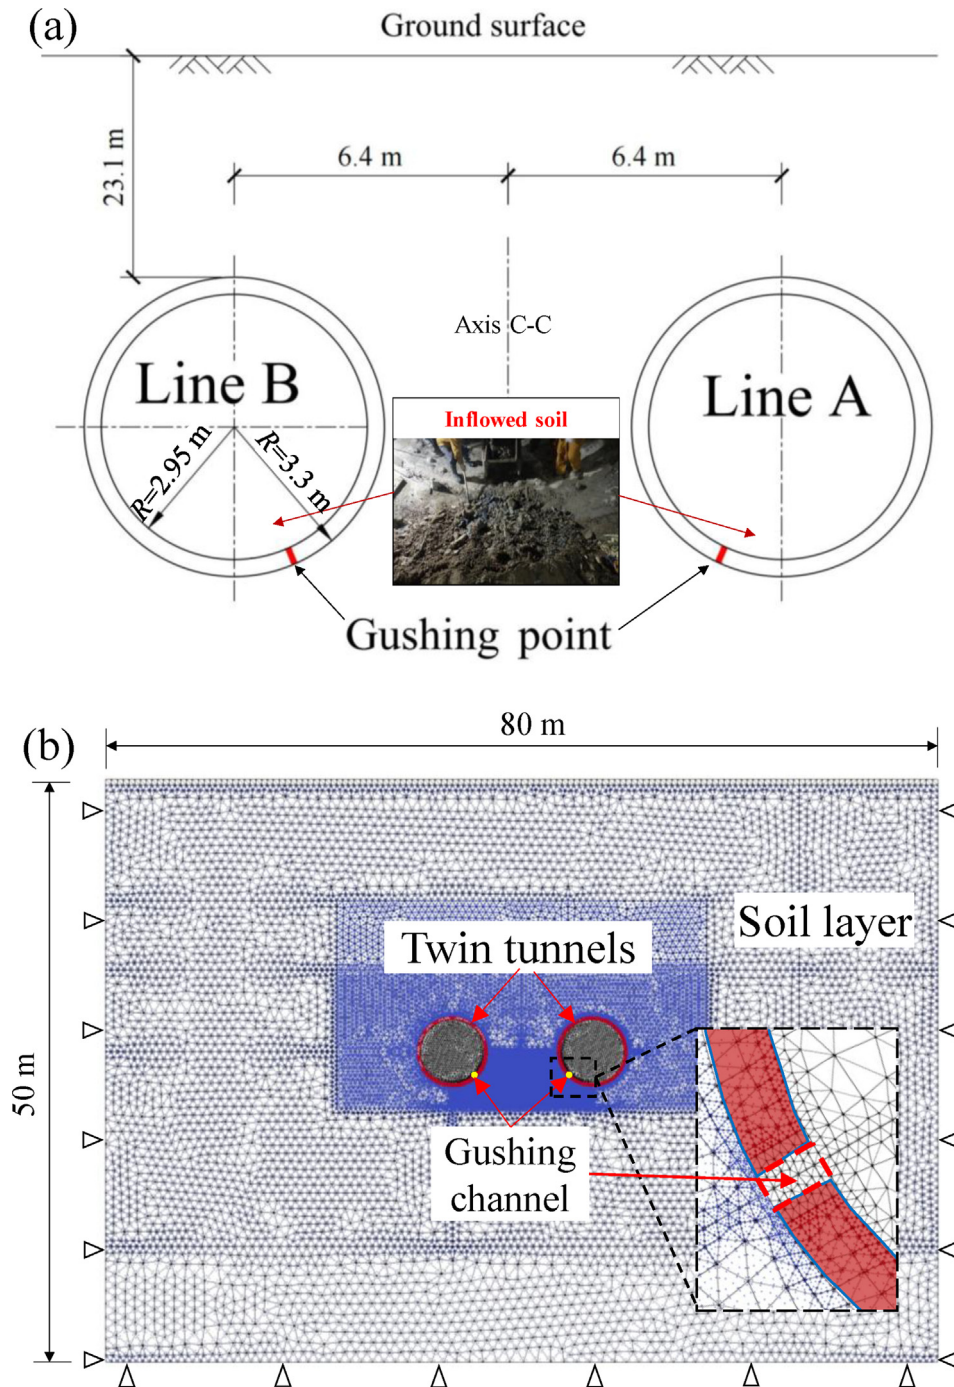 (a)
Ground surface
23.1 m
6.4 m
6.4 m
Axis C-C
Line B
Line A
R=2.95 m
R=3.3 m
Inflowed soil
Gushing point
(b)
80 m
50 m
Soil layer
Twin tunnels
Gushing
channel